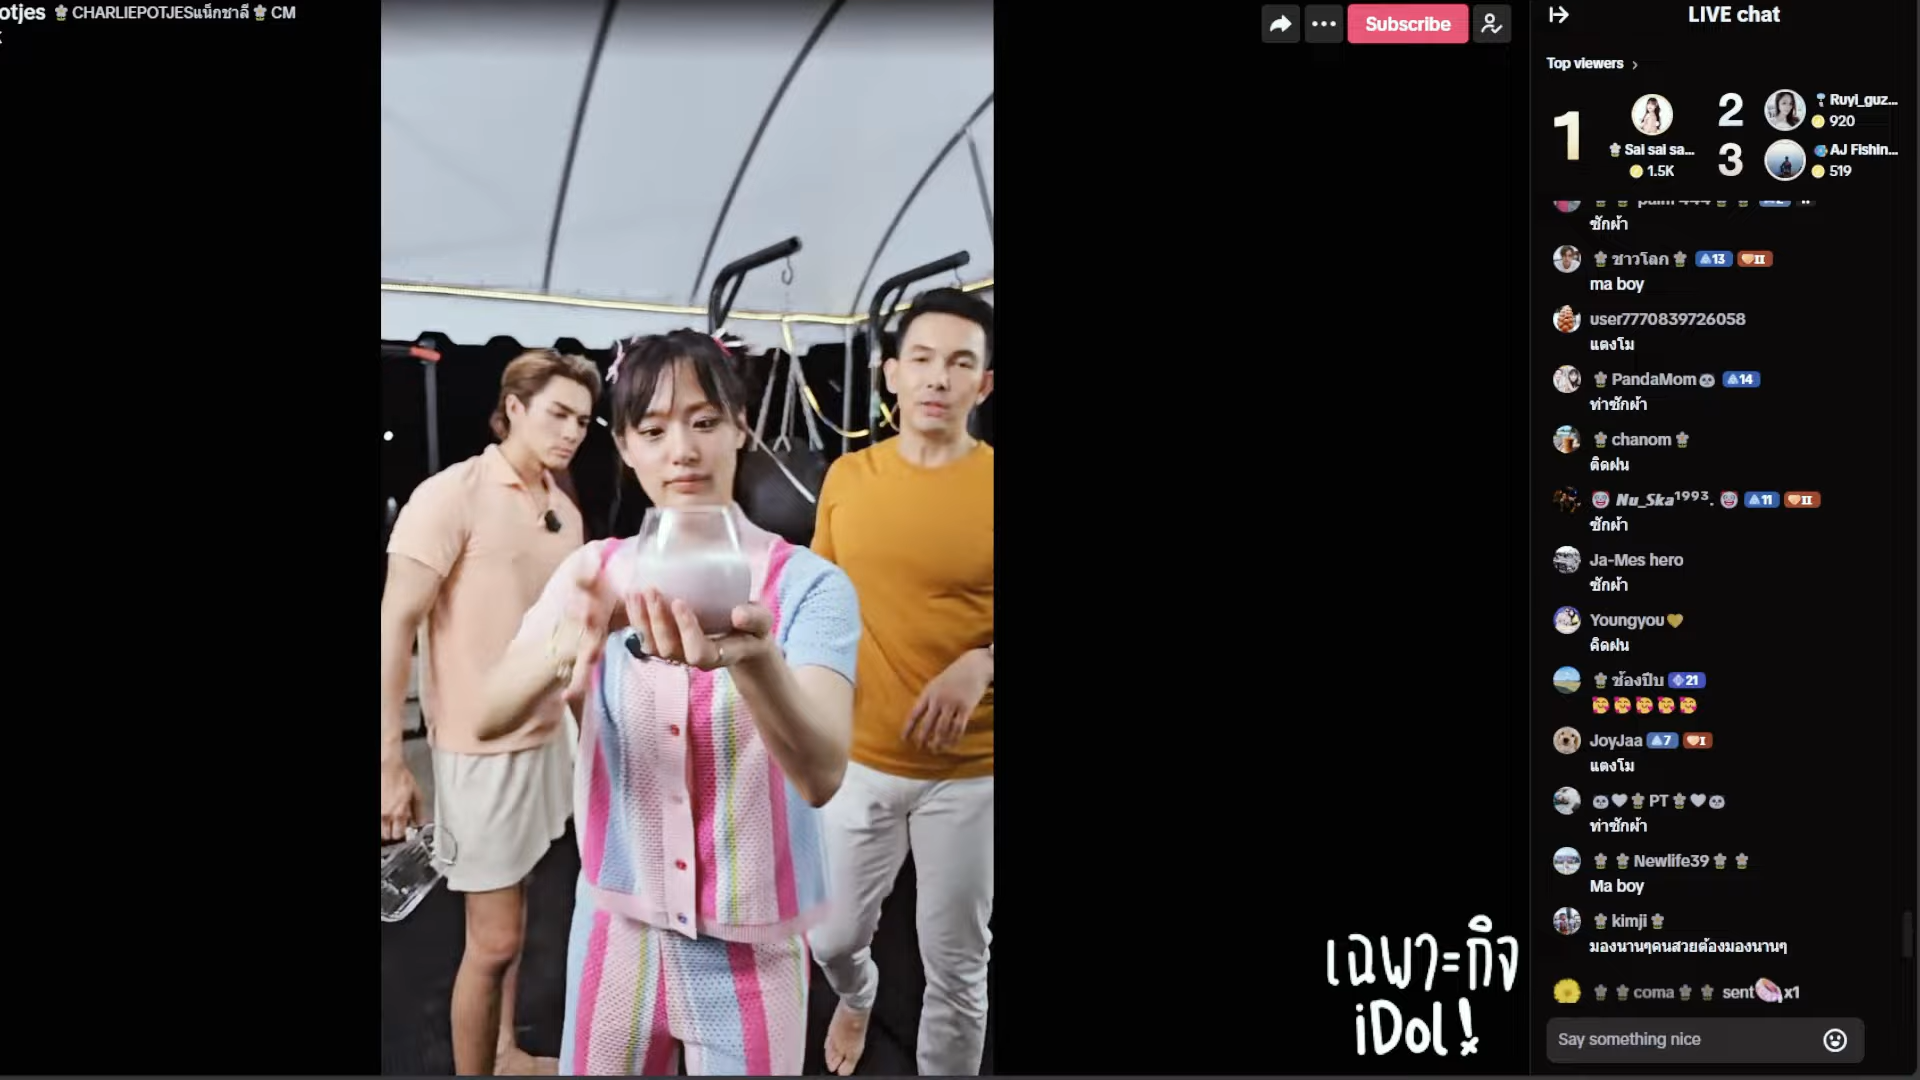 otjes CHARLIEPOTJESแน็กชาลี CM
Subscribe
LIVE chat
Top viewers
1
Sai sai sa...
1.5K
2
Ruyi_guz...
920
3
AJ Fishin...
519
palm 444
ซักผ้า
ชาวโลก 13 II
ma boy
user7770839726058
แตงโม
PandaMom 14
ท่าซักผ้า
chanom
ติดฝน
Nu_Ska¹⁹⁹³. 11 II
ซักผ้า
Ja-Mes hero
ซักผ้า
Youngyou
คิดฝน
ช้องปีบ 21
JoyJaa 7 I
แตงโม
PT
ท่าซักผ้า
Newlife39
Ma boy
kimji
มองนานๆคนสวยต้องมองนานๆ
coma sent x1
Say something nice
เฉพาะกิจ
iDol!